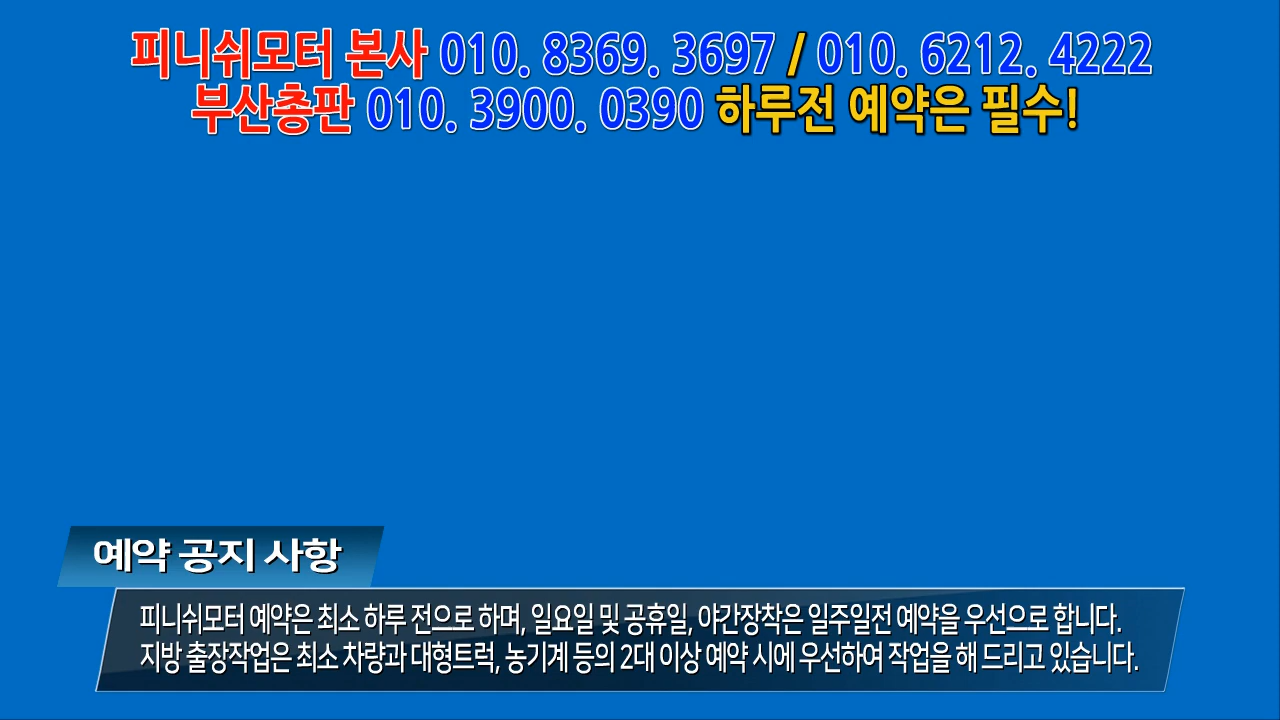 피니쉬모터 본사 010. 8369. 3697 / 010. 6212. 4222
부산총판 010. 3900. 0390 하루전 예약은 필수!
예약 공지 사항
피니쉬모터 예약은 최소 하루 전으로 하며, 일요일 및 공휴일, 야간장착은 일주일전 예약을 우선으로 합니다.
지방 출장작업은 최소 차량과 대형트럭, 농기계 등의 2대 이상 예약 시에 우선하여 작업을 해 드리고 있습니다.